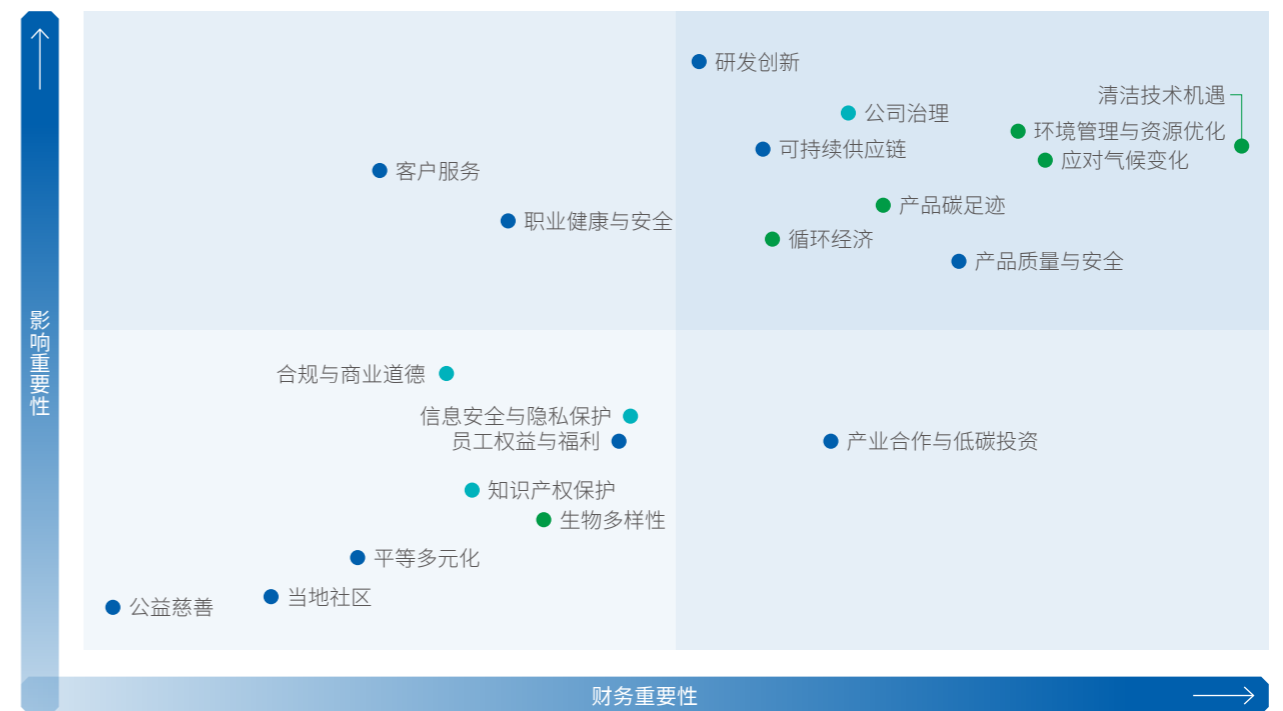 研发创新
清洁技术机遇
公司治理
环境管理与资源优化
可持续供应链
应对气候变化
客户服务
产品碳足迹
职业健康与安全
循环经济
产品质量与安全
影响重要性
合规与商业道德
信息安全与隐私保护
员工权益与福利
产业合作与低碳投资
知识产权保护
生物多样性
平等多元化
当地社区
公益慈善
财务重要性